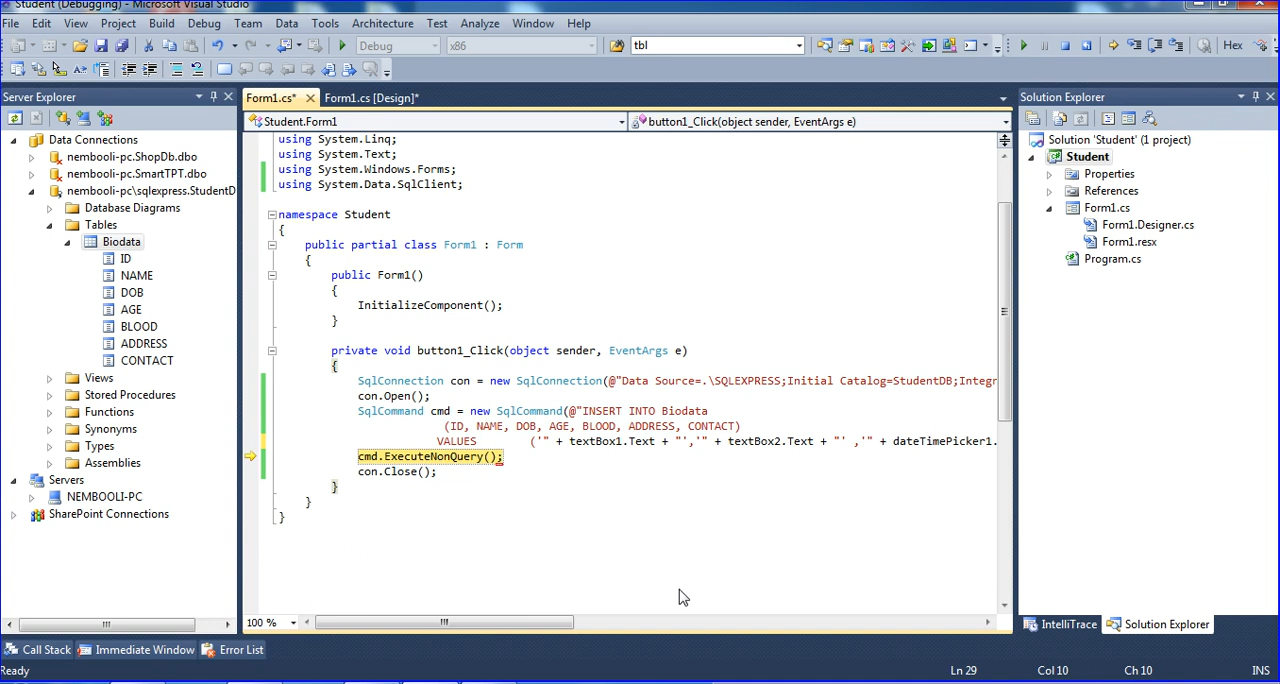 Student (Debugging) - Microsoft Visual Studio
File Edit View Project Build Debug Team Data Tools Architecture Test Analyze Window Help
Debug x86 tbl Hex
Server Explorer
Form1.cs* Form1.cs [Design]*
Solution Explorer
Student.Form1 button1_Click(object sender, EventArgs e)
Data Connections
nembooli-pc.ShopDb.dbo
nembooli-pc.SmartTPT.dbo
nembooli-pc\sqlexpress.StudentD
Database Diagrams
Tables
Biodata
ID
NAME
DOB
AGE
BLOOD
ADDRESS
CONTACT
Views
Stored Procedures
Functions
Synonyms
Types
Assemblies
Servers
NEMBOOLI-PC
SharePoint Connections
using System.Linq;
using System.Text;
using System.Windows.Forms;
using System.Data.SqlClient;
namespace Student
{
public partial class Form1 : Form
{
public Form1()
{
InitializeComponent();
}
private void button1_Click(object sender, EventArgs e)
{
SqlConnection con = new SqlConnection(@"Data Source=.\SQLEXPRESS;Initial Catalog=StudentDB;Integr
con.Open();
SqlCommand cmd = new SqlCommand(@"INSERT INTO Biodata
(ID, NAME, DOB, AGE, BLOOD, ADDRESS, CONTACT)
VALUES ('" + textBox1.Text + "','" + textBox2.Text + "' ,'" + dateTimePicker1.
cmd.ExecuteNonQuery();
con.Close();
}
}
}
100 %
Solution 'Student' (1 project)
Student
Properties
References
Form1.cs
Form1.Designer.cs
Form1.resx
Program.cs
IntelliTrace Solution Explorer
Call Stack Immediate Window Error List
Ready Ln 29 Col 10 Ch 10 INS